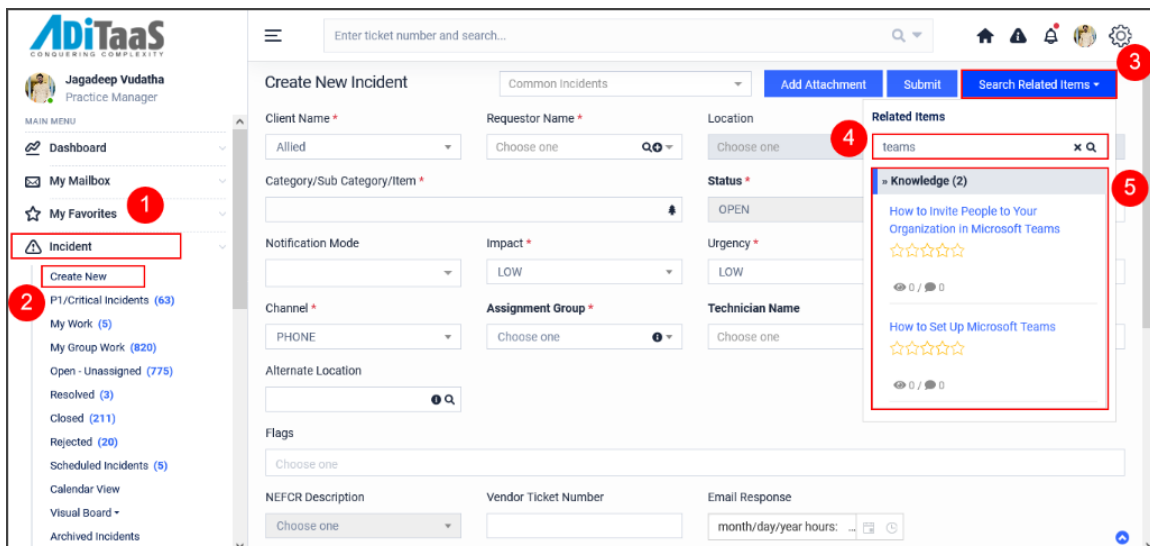 ADiTaaS
CONQUERING COMPLEXITY
Enter ticket number and search...
Jagadeep Vudatha
Practice Manager
MAIN MENU
Dashboard
My Mailbox
My Favorites
1
Incident
Create New
2
P1/Critical Incidents (63)
My Work (5)
My Group Work (820)
Open - Unassigned (775)
Resolved (3)
Closed (211)
Rejected (20)
Scheduled Incidents (5)
Calendar View
Visual Board
Archived Incidents
Create New Incident
Common Incidents
Add Attachment
Submit
Search Related Items
3
Client Name *
Requestor Name *
Location
Allied
Choose one
Choose one
Category/Sub Category/Item *
Status *
OPEN
Notification Mode
Impact *
Urgency *
LOW
LOW
Channel *
Assignment Group *
Technician Name
PHONE
Choose one
Choose one
Alternate Location
Flags
Choose one
NEFCR Description
Vendor Ticket Number
Email Response
Choose one
month/day/year hours: ...
Related Items
4
teams
5
» Knowledge (2)
How to Invite People to Your
Organization in Microsoft Teams
0 / 0
How to Set Up Microsoft Teams
0 / 0